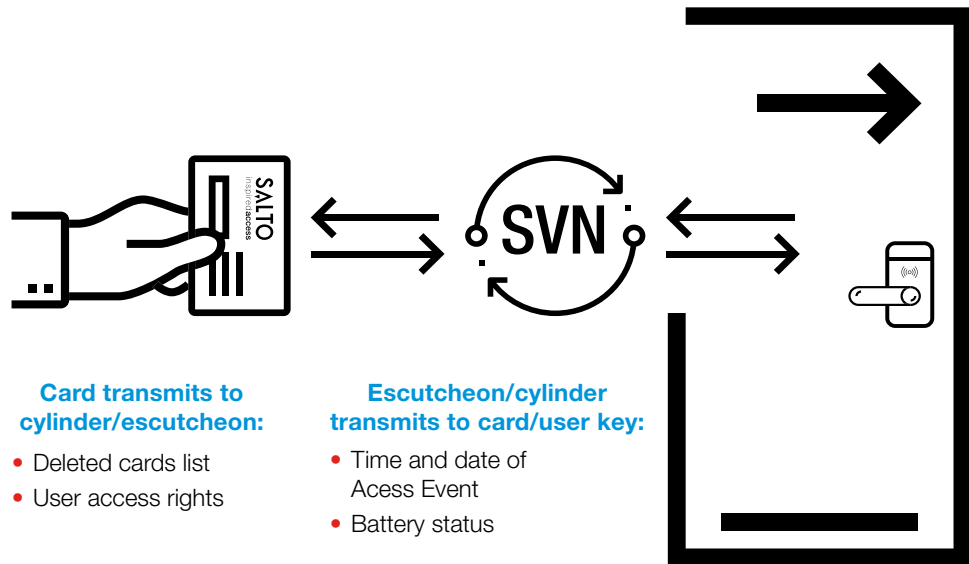 SALTO
inspiredaccess
SVN
Card transmits to
cylinder/escutcheon:
• Deleted cards list
• User access rights
Escutcheon/cylinder
transmits to card/user key:
• Time and date of
Acess Event
• Battery status